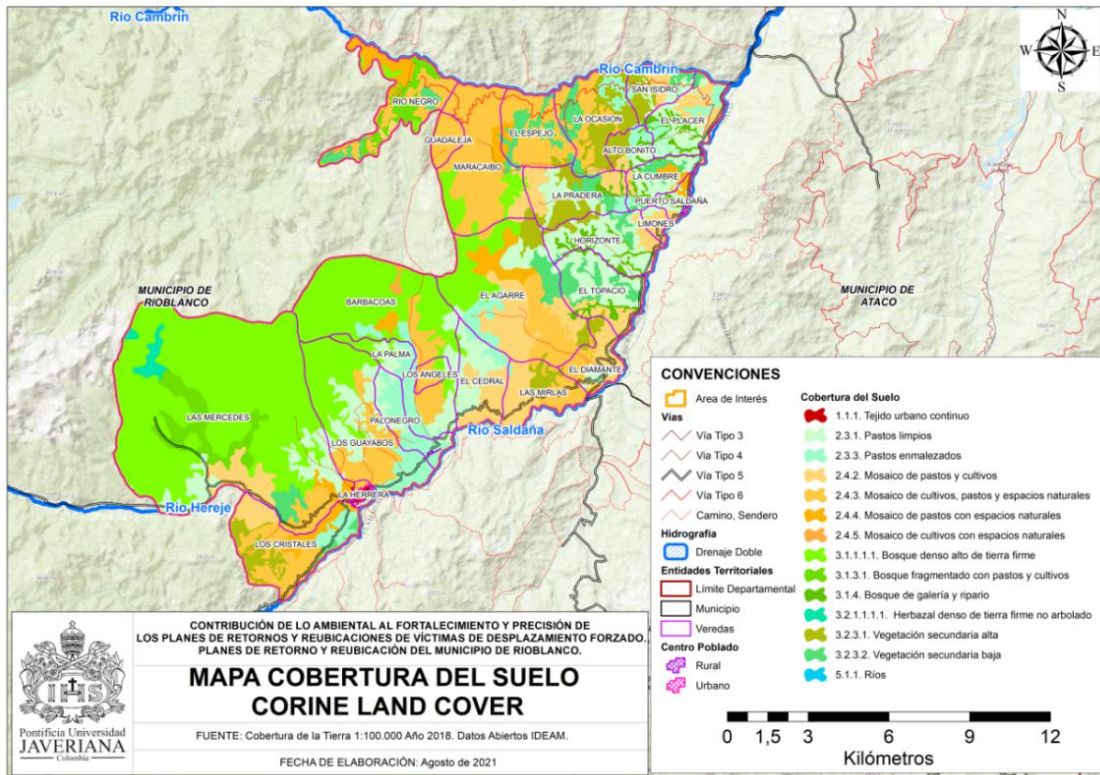 Río Cambrin
Río Cambrin
N
W
E
S
SAN ISIDRO
RIO NEGRO
LA OCASION
EL PLACER
EL ESPEJO
GUADALEJA
ALTO BONITO
MARACAIBO
LA CUMBRE
LA PRADERA
PUERTO SALDAÑA
LIMONES
HORIZONTE
MUNICIPIO DE
RIOBLANCO
MUNICIPIO DE
ATACO
EL TOPACIO
BARBACOAS
EL AGARRE
LA PALMA
LOS ANGELES
EL CEDRAL
EL DIAMANTE
LAS MIRLAS
LAS MERCEDES
PALONEGRO
Río Saldaña
LOS GUAYABOS
LA HERRERA
Río Hereje
LOS CRISTALES
CONVENCIONES
Area de Interés
Vías
Vía Tipo 3
Via Tipo 4
Vía Tipo 5
Vía Tipo 6
Camino, Sendero
Hidrografía
Drenaje Doble
Entidades Territoriales
Límite Departamental
Municipio
Veredas
Centro Poblado
Rural
Urbano
Cobertura del Suelo
1.1.1. Tejido urbano continuo
2.3.1. Pastos limpios
2.3.3. Pastos enmalezados
2.4.2. Mosaico de pastos y cultivos
2.4.3. Mosaico de cultivos, pastos y espacios naturales
2.4.4. Mosaico de pastos con espacios naturales
2.4.5. Mosaico de cultivos con espacios naturales
3.1.1.1.1. Bosque denso alto de tierra firme
3.1.3.1. Bosque fragmentado con pastos y cultivos
3.1.4. Bosque de galería y ripario
3.2.1.1.1.1. Herbazal denso de tierra firme no arbolado
3.2.3.1. Vegetación secundaria alta
3.2.3.2. Vegetación secundaria baja
5.1.1. Ríos
0 1,5 3 6 9 12
Kilómetros
Pontificia Universidad
JAVERIANA
Colombia
CONTRIBUCIÓN DE LO AMBIENTAL AL FORTALECIMIENTO Y PRECISIÓN DE
LOS PLANES DE RETORNOS Y REUBICACIONES DE VÍCTIMAS DE DESPLAZAMIENTO FORZADO.
PLANES DE RETORNO Y REUBICACIÓN DEL MUNICIPIO DE RIOBLANCO.
MAPA COBERTURA DEL SUELO
CORINE LAND COVER
FUENTE: Cobertura de la Tierra 1:100.000 Año 2018. Datos Abiertos IDEAM.
FECHA DE ELABORACIÓN: Agosto de 2021